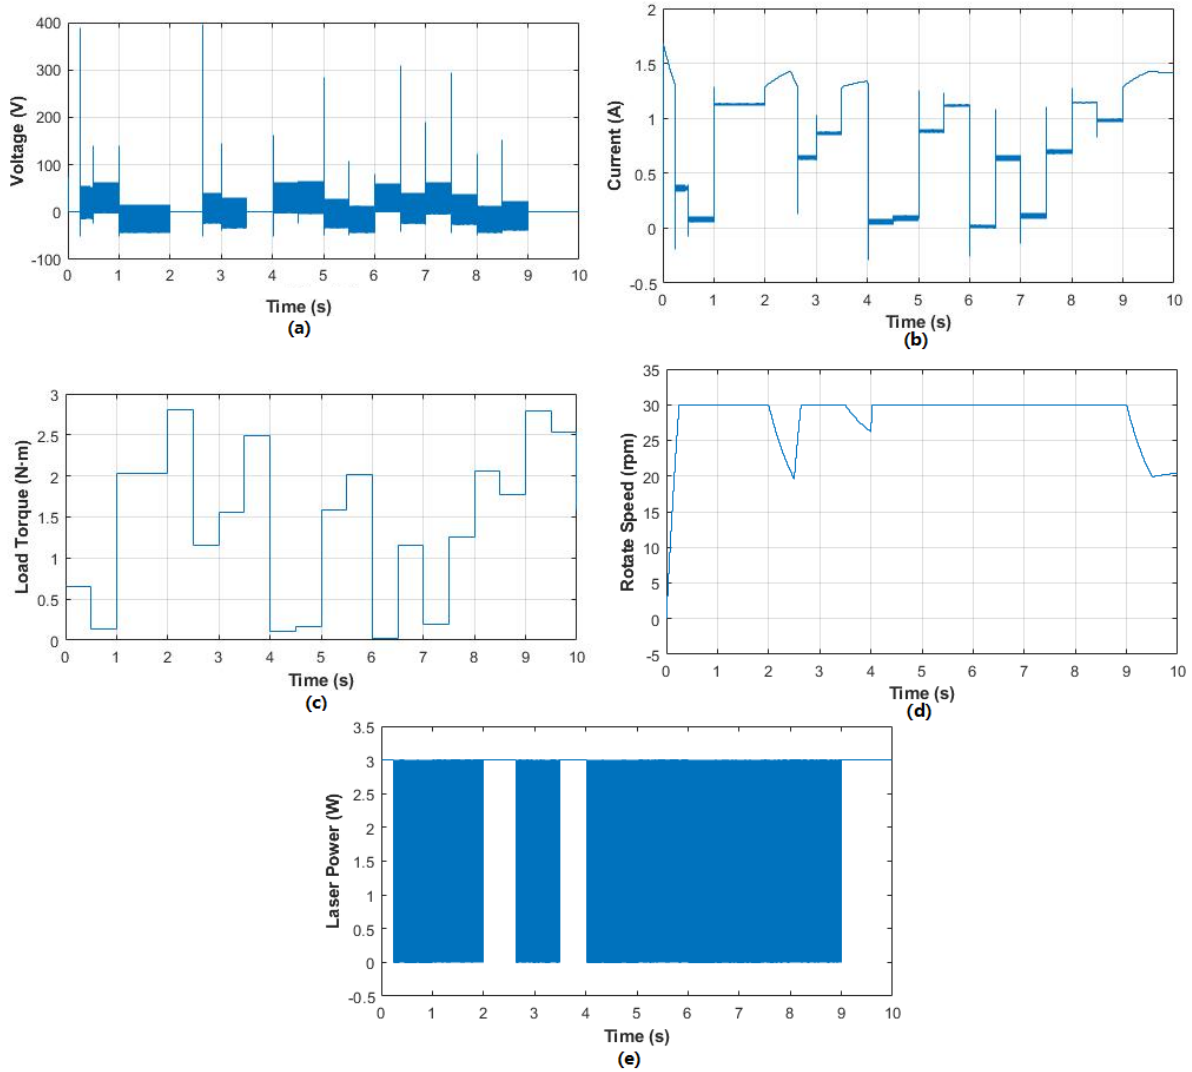 400
300
200
100
0
-100
Voltage (V)
0 1 2 3 4 5 6 7 8 9 10
Time (s)
(a)
2
1.5
1
0.5
0
-0.5
Current (A)
0 1 2 3 4 5 6 7 8 9 10
Time (s)
(b)
3
2.5
2
1.5
1
0.5
0
Load Torque (N·m)
0 1 2 3 4 5 6 7 8 9 10
Time (s)
(c)
35
30
25
20
15
10
5
0
-5
Rotate Speed (rpm)
0 1 2 3 4 5 6 7 8 9 10
Time (s)
(d)
3.5
3
2.5
2
1.5
1
0.5
0
-0.5
Laser Power (W)
0 1 2 3 4 5 6 7 8 9 10
Time (s)
(e)